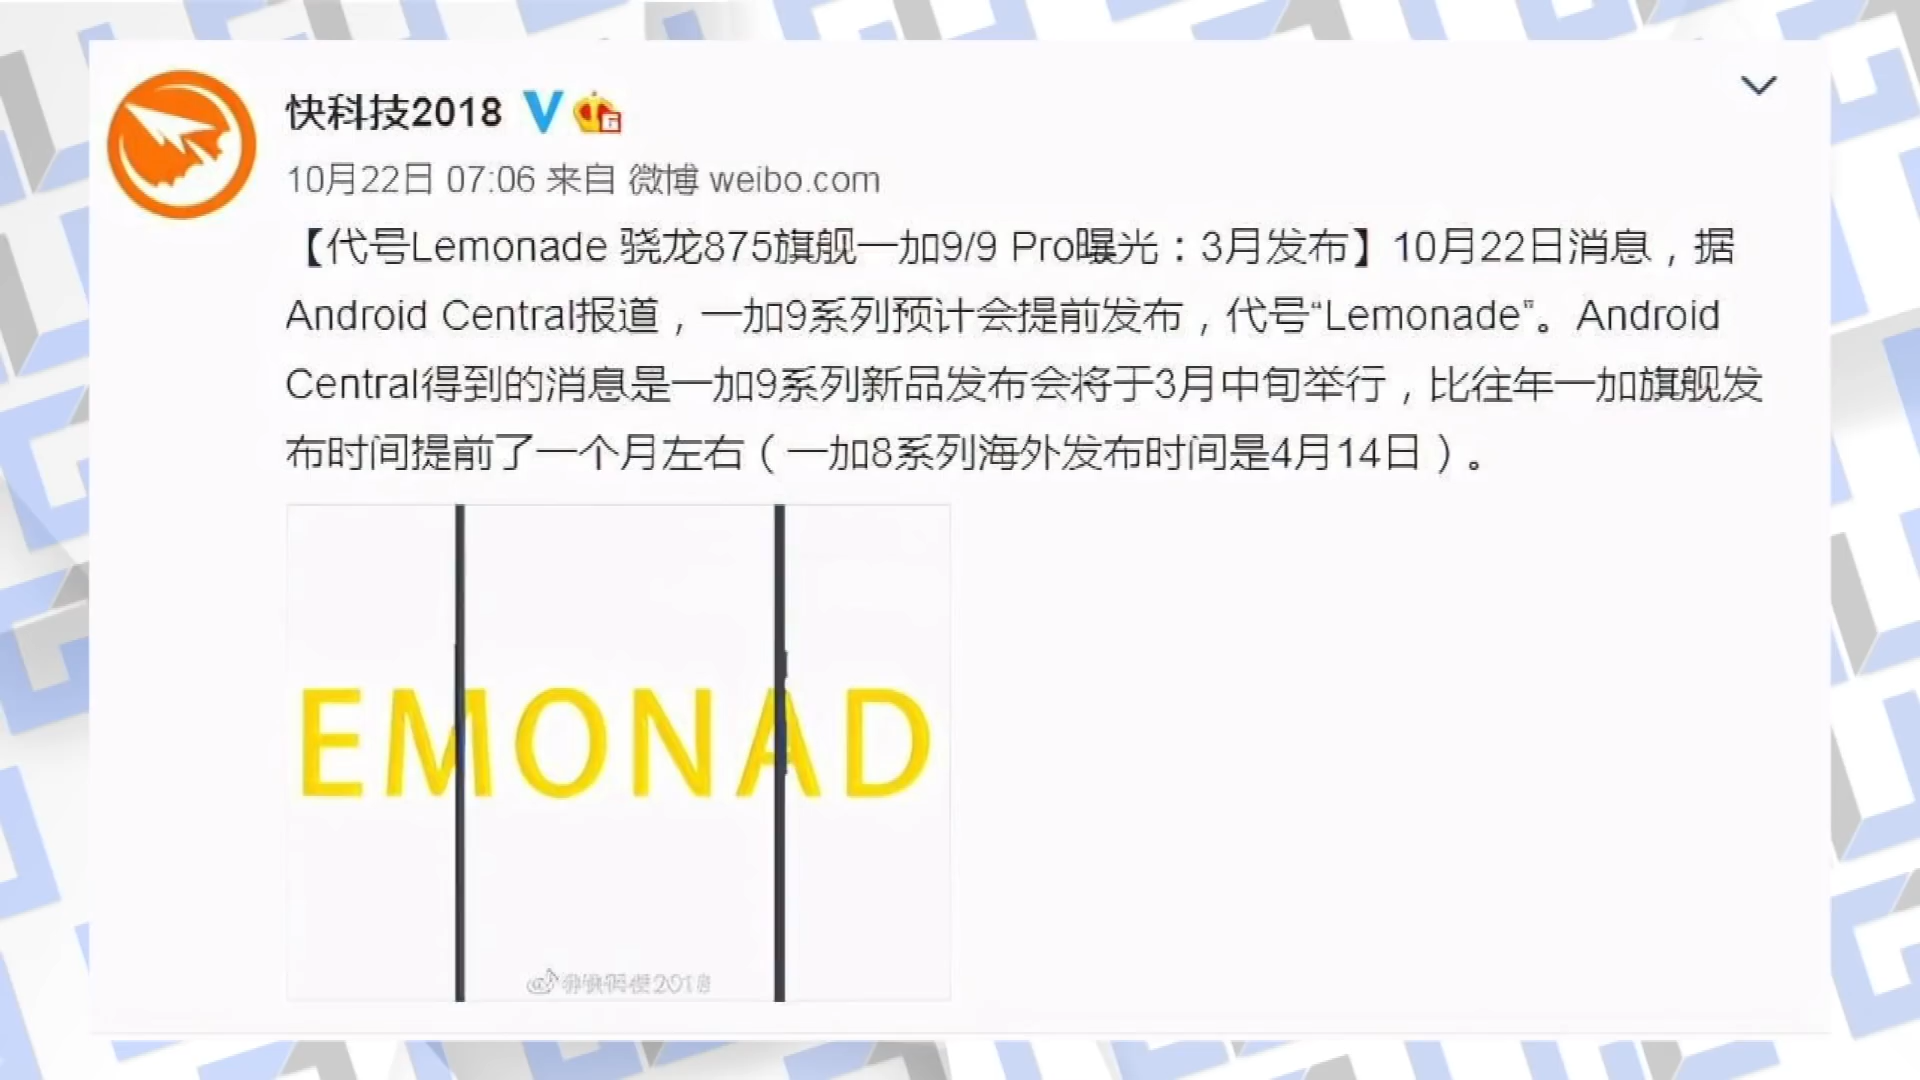 快科技2018
10月22日 07:06 来自 微博 weibo.com
【代号Lemonade 骁龙875旗舰一加9/9 Pro曝光：3月发布】10月22日消息，据
Android Central报道，一加9系列预计会提前发布，代号“Lemonade”。Android
Central得到的消息是一加9系列新品发布会将于3月中旬举行，比往年一加旗舰发
布时间提前了一个月左右（一加8系列海外发布时间是4月14日）。
EMONAD
@快科技2018